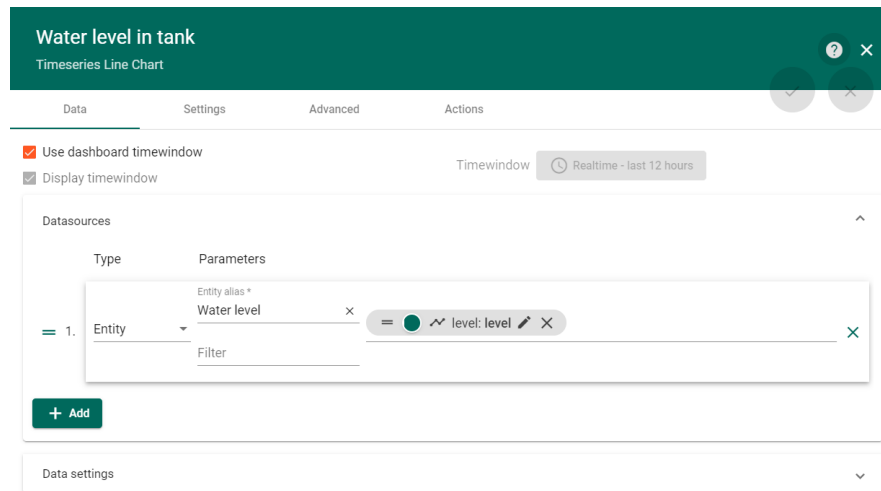 Water level in tank
Timeseries Line Chart
Data Settings Advanced Actions
Use dashboard timewindow
Display timewindow
Timewindow Realtime - last 12 hours
Datasources
Type Parameters
Entity alias *
Water level
1. Entity
level: level
Filter
Add
Data settings